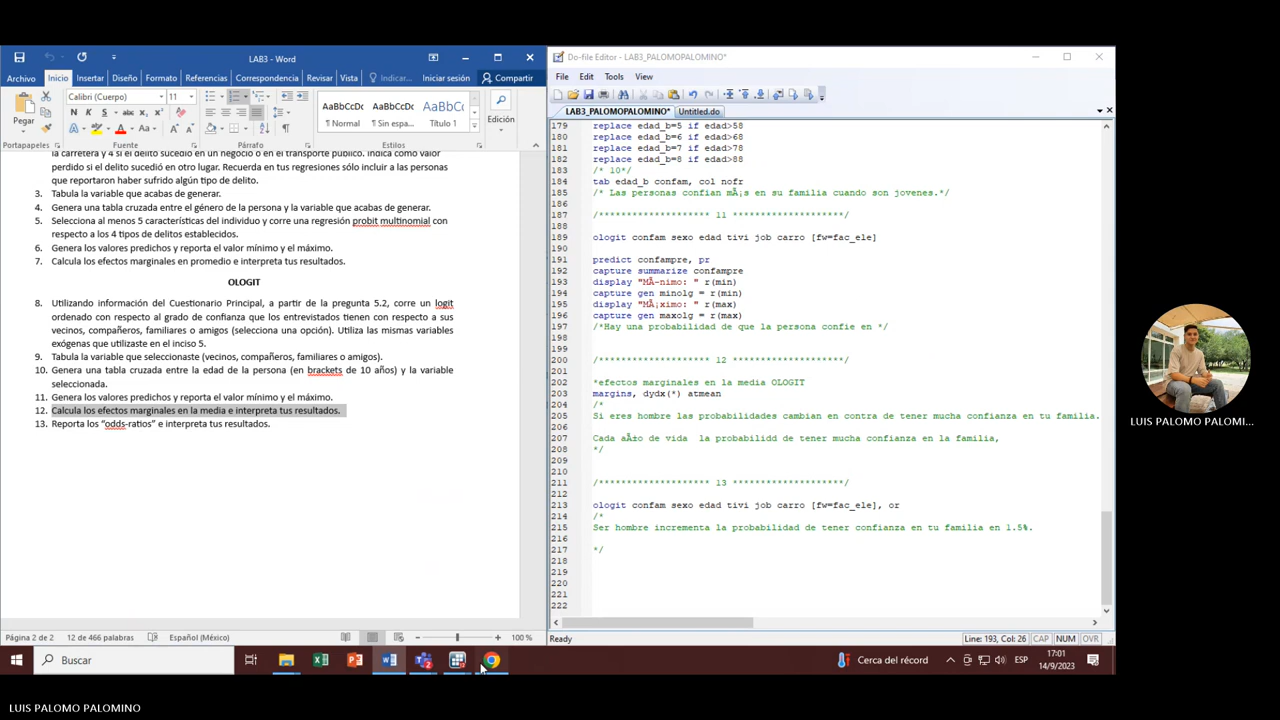 LAB3 - Word
Archivo Inicio Insertar Diseño Formato Referencias Correspondencia Revisar Vista Indicar... Iniciar sesión Compartir
Pegar
Calibri (Cuerpo) 11
AaBbCcDc AaBbCcDc AaBbCcD
¶ Normal ¶ Sin espa... Título 1
Edición
Portapapeles Fuente Párrafo Estilos
la carretera y 4 si el delito sucedió en un negocio o en el transporte público. Indica como valor
perdido si el delito sucedió en otro lugar. Recuerda en tus regresiones sólo incluir a las personas
que reportaron haber sufrido algún tipo de delito.
3. Tabula la variable que acabas de generar.
4. Genera una tabla cruzada entre el género de la persona y la variable que acabas de generar.
5. Selecciona al menos 5 características del individuo y corre una regresión probit multinomial con
respecto a los 4 tipos de delitos establecidos.
6. Genera los valores predichos y reporta el valor mínimo y el máximo.
7. Calcula los efectos marginales en promedio e interpreta tus resultados.
OLOGIT
8. Utilizando información del Cuestionario Principal, a partir de la pregunta 5.2, corre un logit
ordenado con respecto al grado de confianza que los entrevistados tienen con respecto a sus
vecinos, compañeros, familiares o amigos (selecciona una opción). Utiliza las mismas variables
exógenas que utilizaste en el inciso 5.
9. Tabula la variable que seleccionaste (vecinos, compañeros, familiares o amigos).
10. Genera una tabla cruzada entre la edad de la persona (en brackets de 10 años) y la variable
seleccionada.
11. Genera los valores predichos y reporta el valor mínimo y el máximo.
12. Calcula los efectos marginales en la media e interpreta tus resultados.
13. Reporta los “odds-ratios” e interpreta tus resultados.
Página 2 de 2 12 de 466 palabras Español (México) 100 %
Do-file Editor - LAB3_PALOMOPALOMINO*
File Edit Tools View
LAB3_PALOMOPALOMINO* Untitled.do
179 replace edad_b=5 if edad>58
180 replace edad_b=6 if edad>68
181 replace edad_b=7 if edad>78
182 replace edad_b=8 if edad>88
183 /* 10*/
184 tab edad_b confam, col nofr
185 /* Las personas confian mÃ¡s en su familia cuando son jovenes.*/
186
187 /******************** 11 *******************/
188
189 ologit confam sexo edad tivi job carro [fw=fac_ele]
190
191 predict confampre, pr
192 capture summarize confampre
193 display "MÃ-nimo: " r(min)
194 capture gen minolg = r(min)
195 display "MÃ¡ximo: " r(max)
196 capture gen maxolg = r(max)
197 /*Hay una probabilidad de que la persona confie en */
198
199
200 /******************** 12 *******************/
201
202 *efectos marginales en la media OLOGIT
203 margins, dydx(*) atmean
204 /*
205 Si eres hombre las probabilidades cambian en contra de tener mucha confianza en tu familia.
206
207 Cada aÃ±o de vida la probabilidd de tener mucha confianza en la familia,
208 */
209
210
211 /******************** 13 *******************/
212
213 ologit confam sexo edad tivi job carro [fw=fac_ele], or
214 /*
215 Ser hombre incrementa la probabilidad de tener confianza en tu familia en 1.5%.
216
217 */
218
219
220
221
222
Ready Line: 193, Col: 26 CAP NUM OVR
Buscar
Cerca del récord ESP 17:01
14/9/2023
LUIS PALOMO PALOMI...
LUIS PALOMO PALOMINO